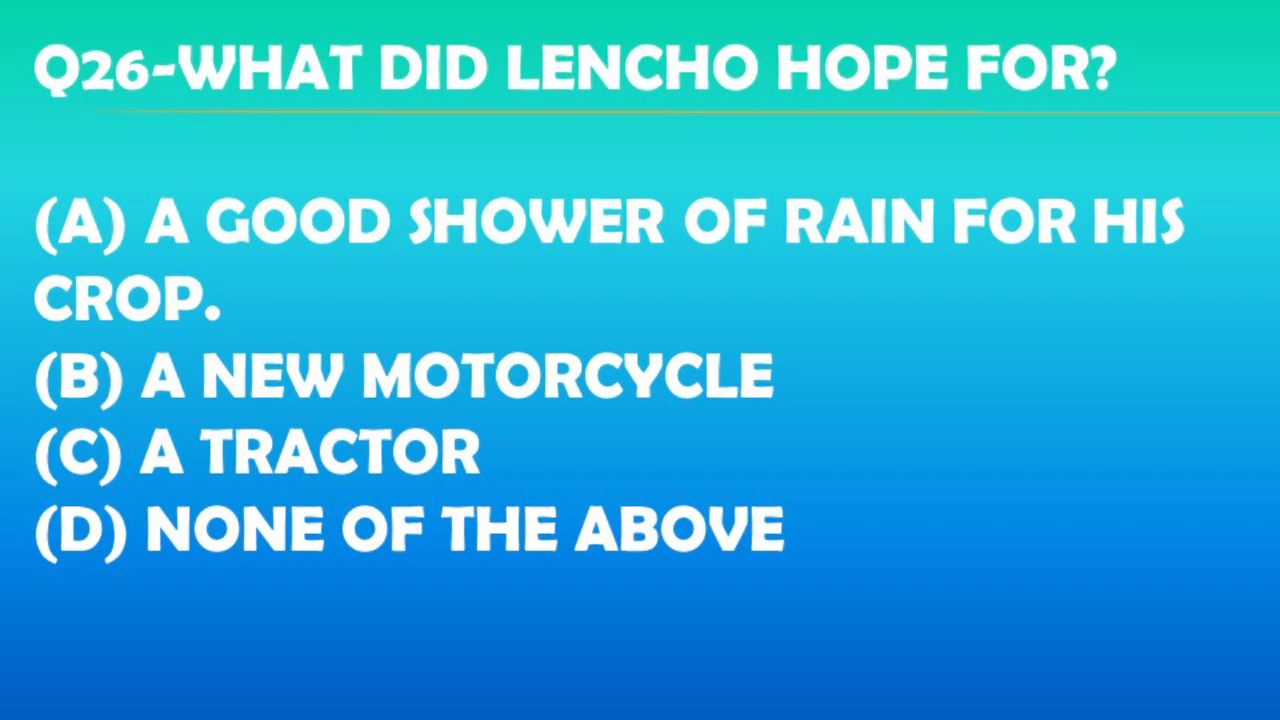 Q26-WHAT DID LENCHO HOPE FOR?
(A) A GOOD SHOWER OF RAIN FOR HIS
CROP.
(B) A NEW MOTORCYCLE
(C) A TRACTOR
(D) NONE OF THE ABOVE